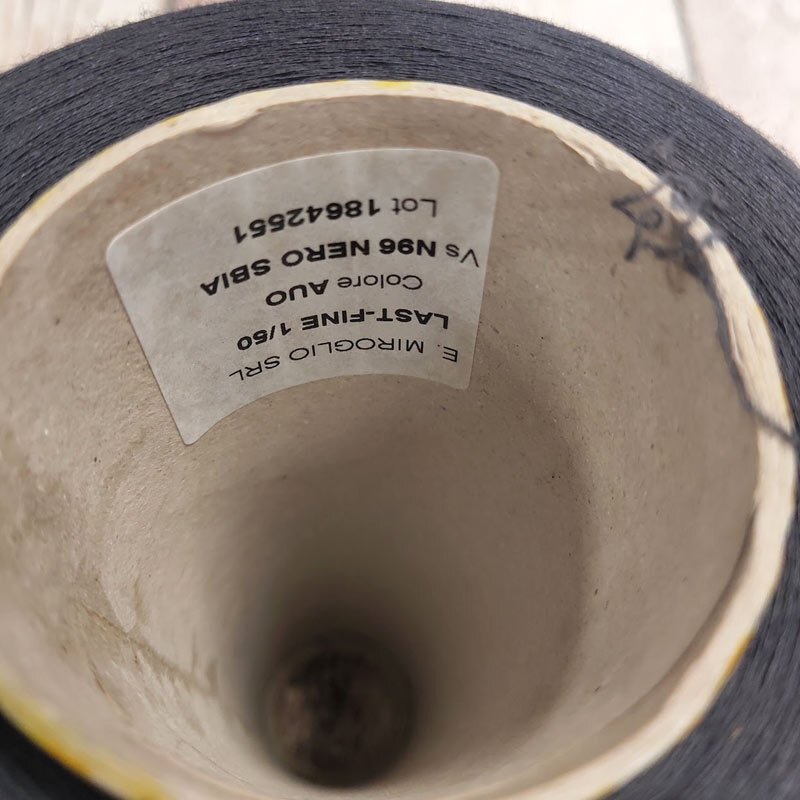 E. MIROGLIO SRL
LAST-FINE 1/50
Colore AUO
Vs N96 NERO SBIA
Lot 18642551